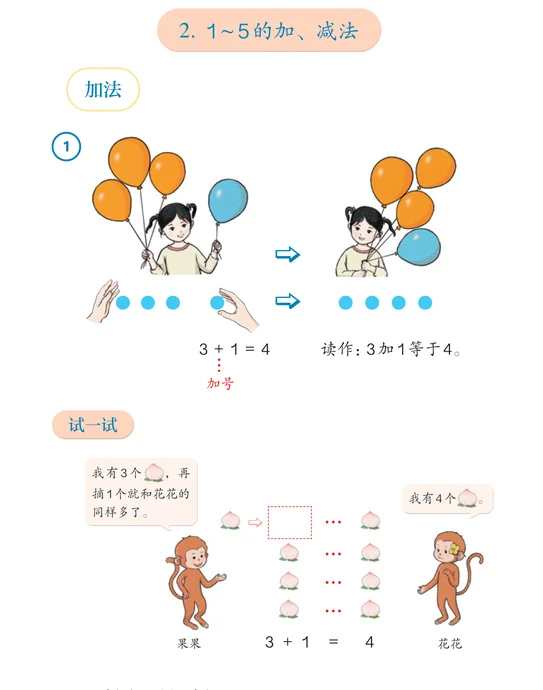 2. 1~5的加、减法
加法
1
3 + 1 = 4
读作：3加1等于4。
加号
试一试
我有3个，再
摘1个就和花花的
同样多了。
我有4个。
果果
3 + 1 = 4
花花